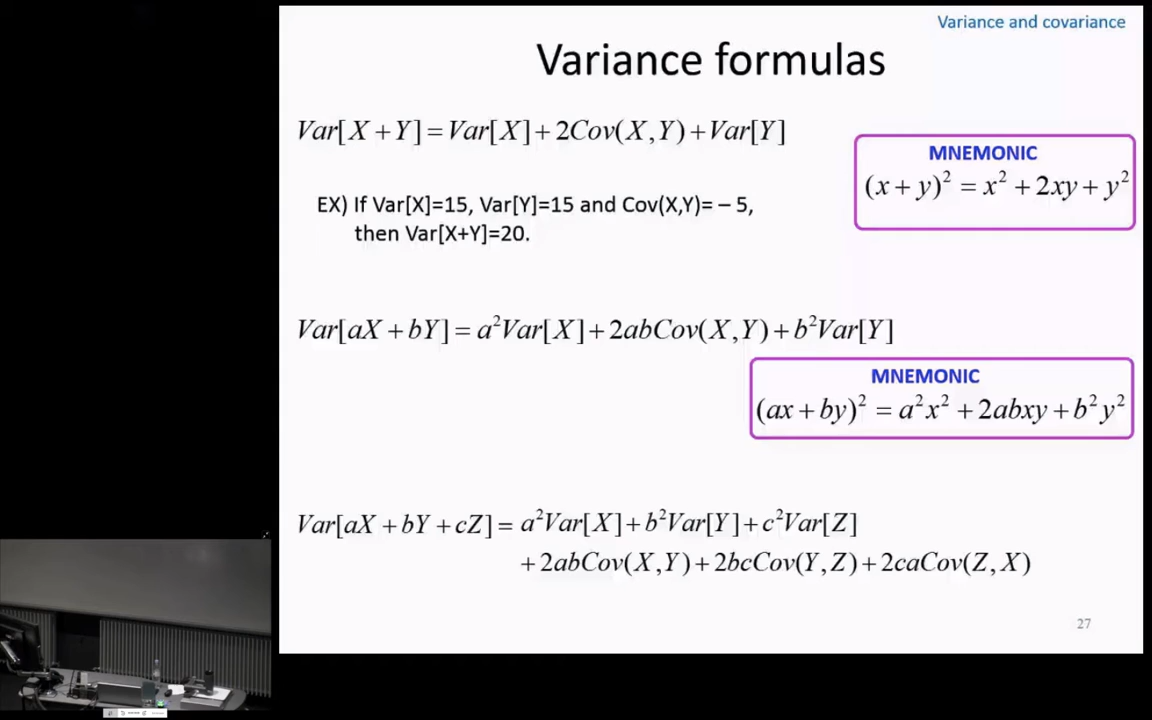 Variance and covariance
Variance formulas
Var[X + Y] = Var[X] + 2Cov(X,Y) + Var[Y]
MNEMONIC
(x + y)² = x² + 2xy + y²
EX) If Var[X]=15, Var[Y]=15 and Cov(X,Y)= – 5,
then Var[X+Y]=20.
Var[aX + bY] = a²Var[X] + 2abCov(X,Y) + b²Var[Y]
MNEMONIC
(ax + by)² = a²x² + 2abxy + b²y²
Var[aX + bY + cZ] = a²Var[X] + b²Var[Y] + c²Var[Z]
+ 2abCov(X,Y) + 2bcCov(Y,Z) + 2caCov(Z,X)
27